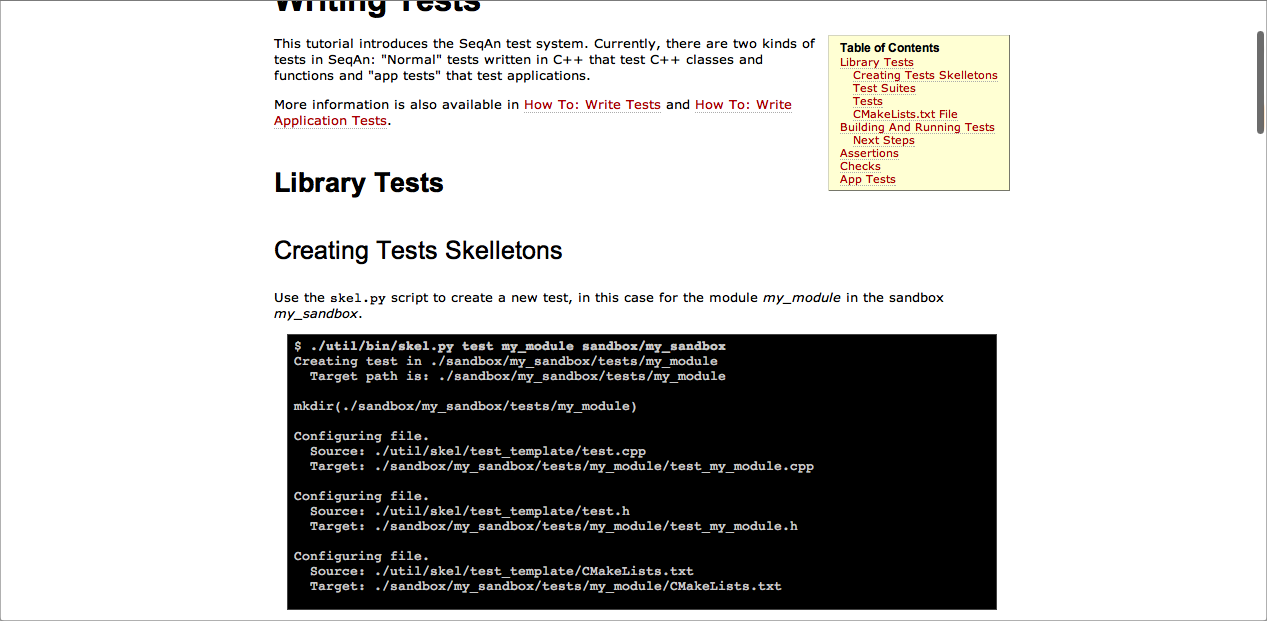 Writing Tests
This tutorial introduces the SeqAn test system. Currently, there are two kinds of
tests in SeqAn: "Normal" tests written in C++ that test C++ classes and
functions and "app tests" that test applications.
More information is also available in How To: Write Tests and How To: Write
Application Tests.
Table of Contents
Library Tests
Creating Tests Skelletons
Test Suites
Tests
CMakeLists.txt File
Building And Running Tests
Next Steps
Assertions
Checks
App Tests
Library Tests
Creating Tests Skelletons
Use the skel.py script to create a new test, in this case for the module my_module in the sandbox
my_sandbox.
$ ./util/bin/skel.py test my_module sandbox/my_sandbox
Creating test in ./sandbox/my_sandbox/tests/my_module
Target path is: ./sandbox/my_sandbox/tests/my_module
mkdir(./sandbox/my_sandbox/tests/my_module)
Configuring file.
Source: ./util/skel/test_template/test.cpp
Target: ./sandbox/my_sandbox/tests/my_module/test_my_module.cpp
Configuring file.
Source: ./util/skel/test_template/test.h
Target: ./sandbox/my_sandbox/tests/my_module/test_my_module.h
Configuring file.
Source: ./util/skel/test_template/CMakeLists.txt
Target: ./sandbox/my_sandbox/tests/my_module/CMakeLists.txt